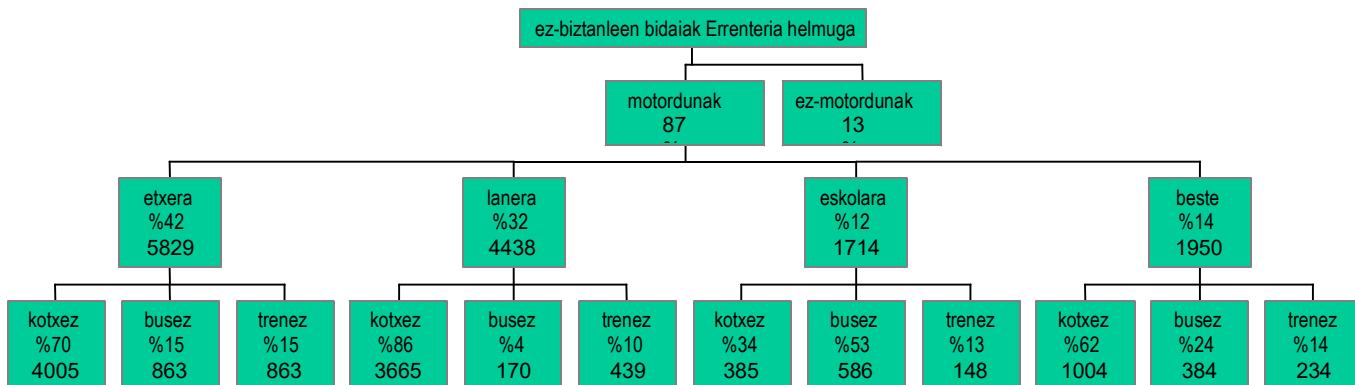 ez-biztanleen bidaiak Errenteria helmuga
motordunak
87
%
ez-motordunak
13
%
etxera
%42
5829
lanera
%32
4438
eskolara
%12
1714
beste
%14
1950
kotxez
%70
4005
busez
%15
863
trenez
%15
863
kotxez
%86
3665
busez
%4
170
trenez
%10
439
kotxez
%34
385
busez
%53
586
trenez
%13
148
kotxez
%62
1004
busez
%24
384
trenez
%14
234